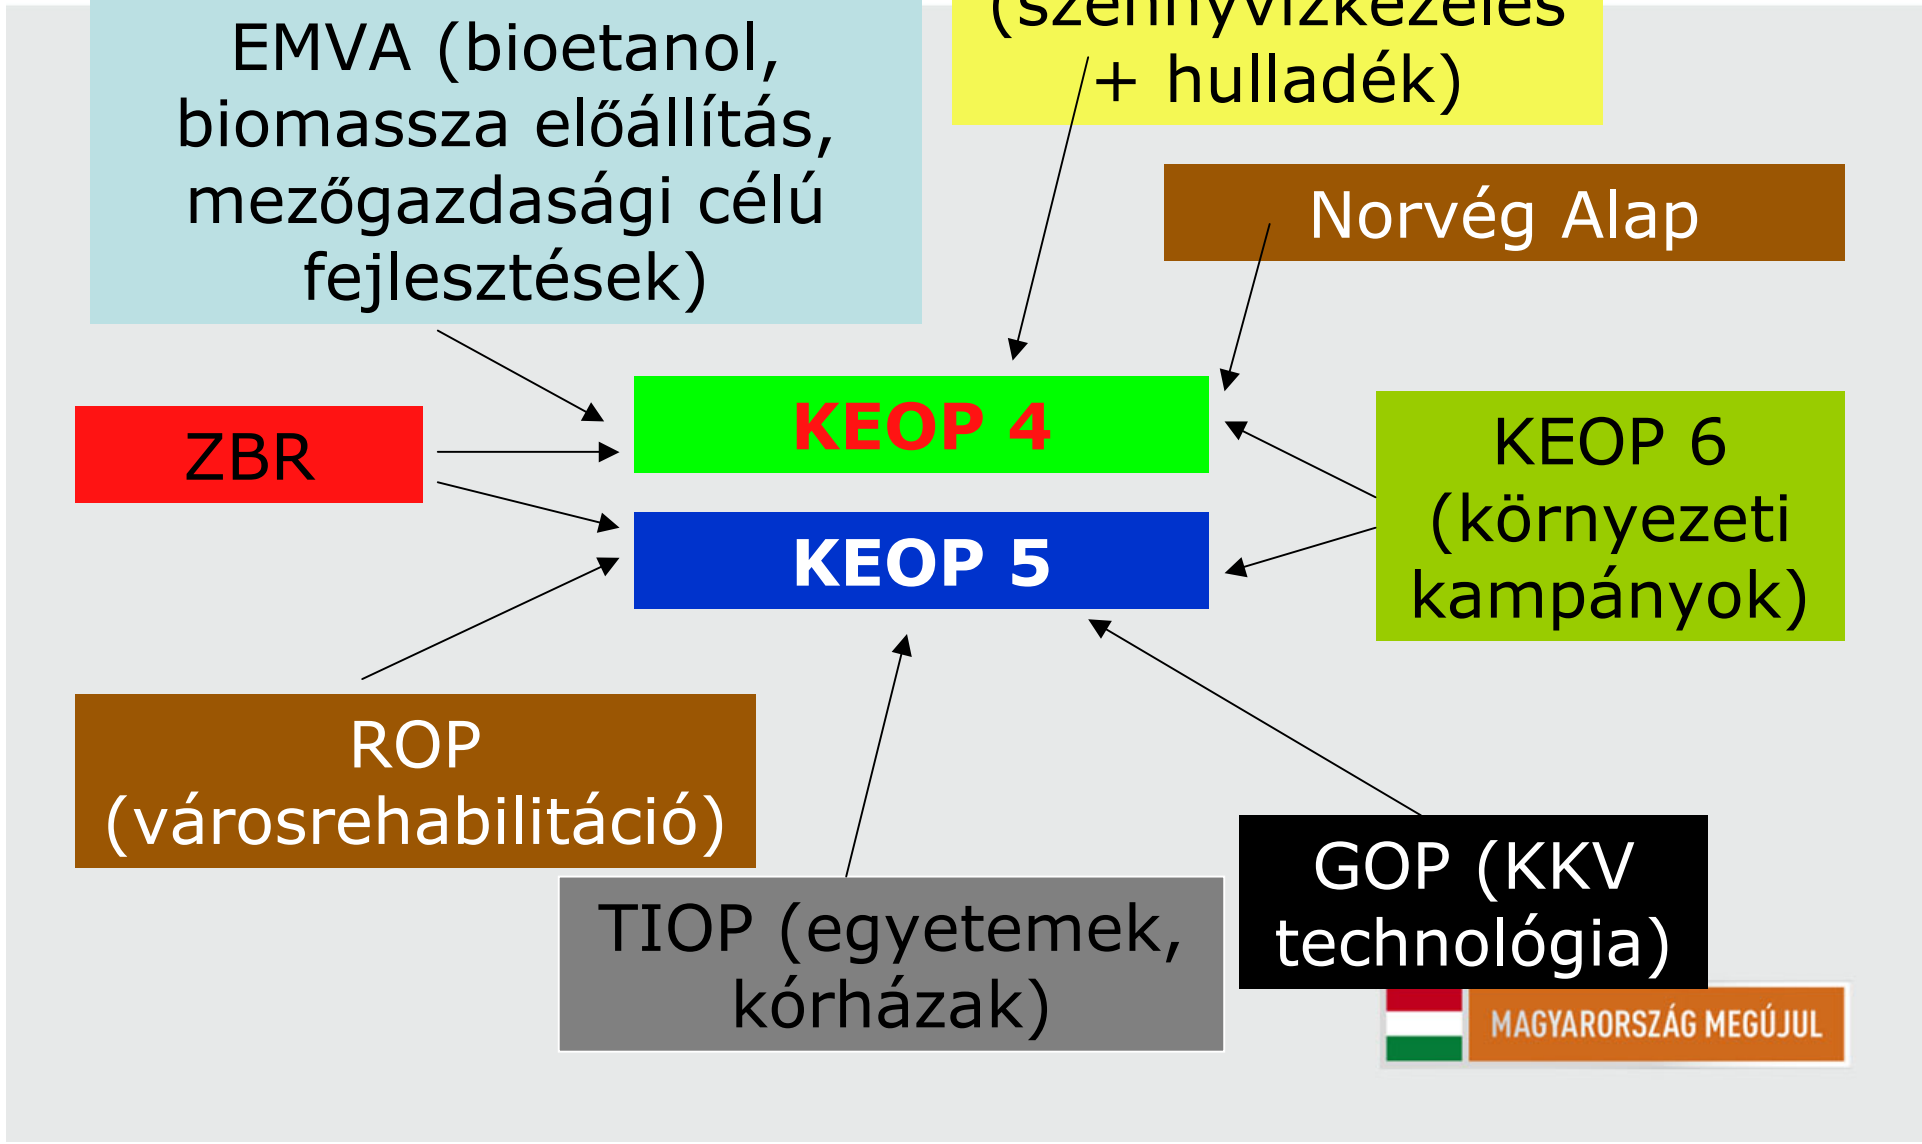 EMVA (bioetanol,
biomassza előállítás,
mezőgazdasági célú
fejlesztések)
(szennyvízkezelés
+ hulladék)
Norvég Alap
ZBR
KEOP 4
KEOP 5
KEOP 6
(környezeti
kampányok)
ROP
(városrehabilitáció)
TIOP (egyetemek,
kórházak)
GOP (KKV
technológia)
MAGYARORSZÁG MEGÚJUL